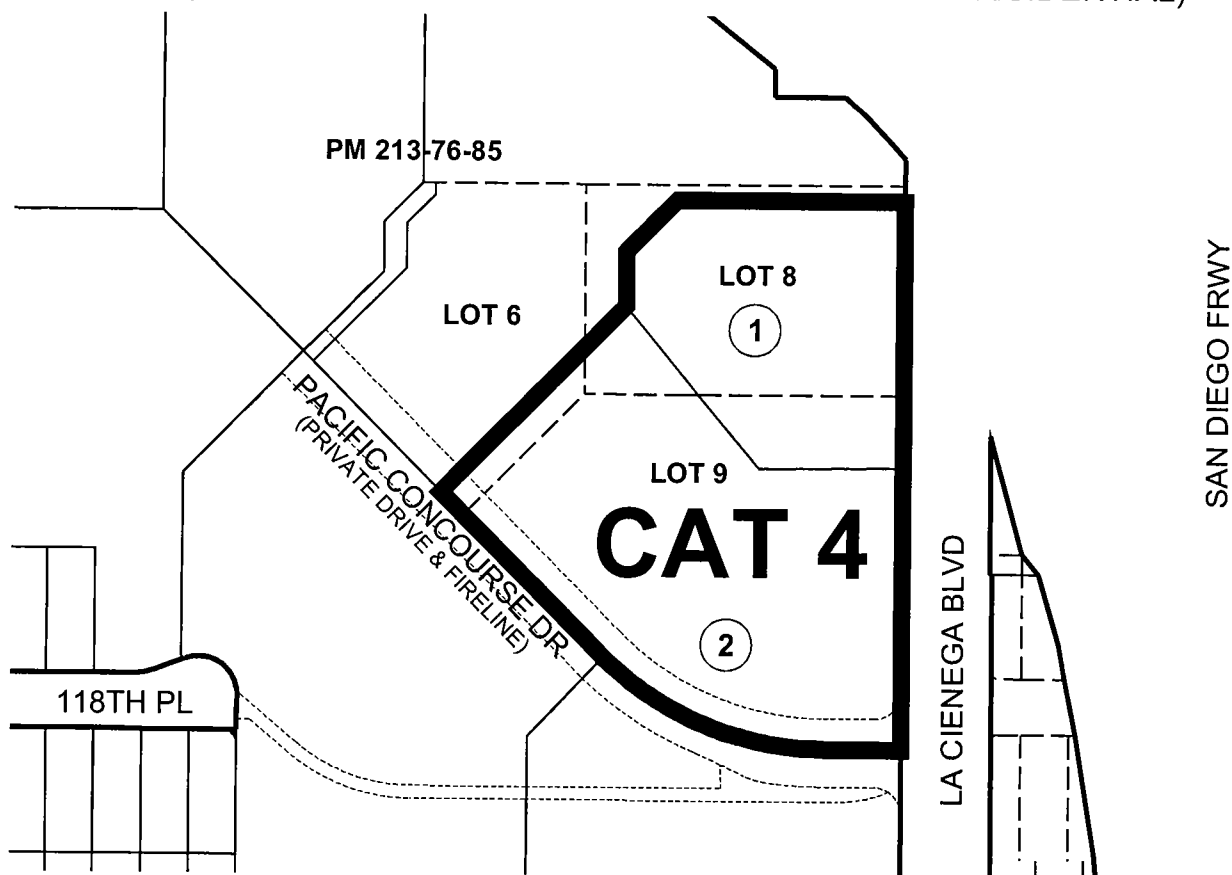 PM 213-76-85
LOT 8
1
LOT 6
LOT 9
CAT 4
2
PACIFIC CONCOURSE DR
(PRIVATE DRIVE & FIRELINE)
118TH PL
LA CIENEGA BLVD
SAN DIEGO FRWY